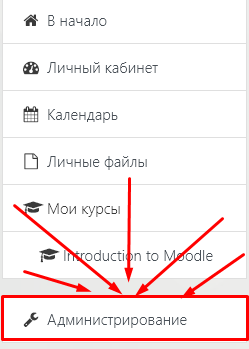 В начало
Личный кабинет
Календарь
Личные файлы
Мои курсы
Introduction to Moodle
Администрирование